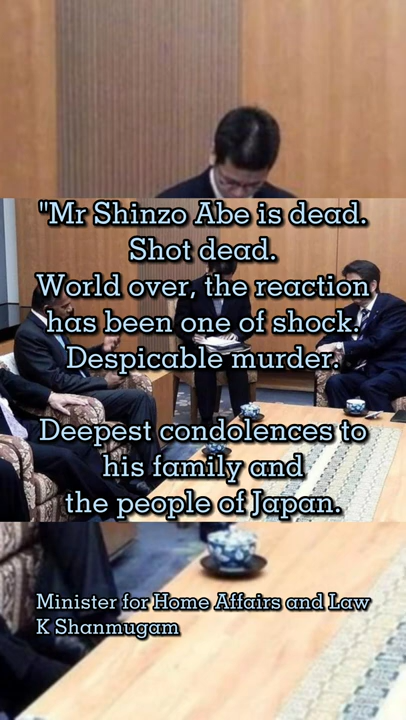 "Mr Shinzo Abe is dead.
Shot dead.
World over, the reaction
has been one of shock.
Despicable murder.
Deepest condolences to
his family and
the people of Japan.
Minister for Home Affairs and Law
K Shanmugam